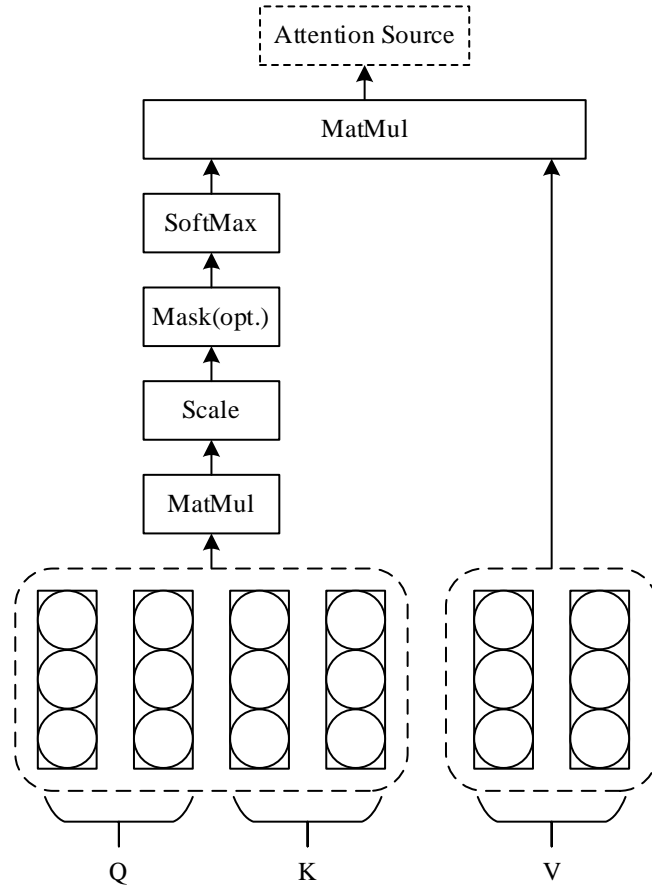 Attention Source
MatMul
SoftMax
Mask(opt.)
Scale
MatMul
Q K V